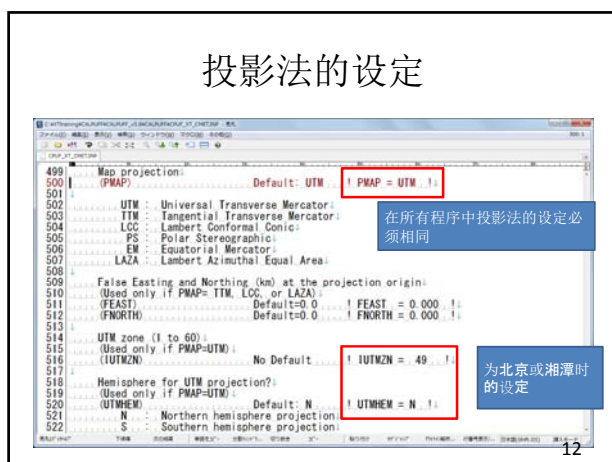 投影法的设定
499 Map projection
500 (PMAP) Default: UTM ! PMAP = UTM !
501
502 UTM : Universal Transverse Mercator
503 TTM : Tangential Transverse Mercator
504 LCC : Lambert Conformal Conic
505 PS : Polar Stereographic
506 EM : Equatorial Mercator
507 LAZA : Lambert Azimuthal Equal Area
508
509 False Easting and Northing (km) at the projection origin
510 (Used only if PMAP= TTM, LCC, or LAZA)
511 (FEAST) Default=0.0 ! FEAST = 0.000 !
512 (FNORTH) Default=0.0 ! FNORTH = 0.000 !
513
514 UTM zone (1 to 60)
515 (Used only if PMAP=UTM)
516 (IUTMZN) No Default ! IUTMZN = 49 !
517
518 Hemisphere for UTM projection?
519 (Used only if PMAP=UTM)
520 (UTMHEM) Default: N ! UTMHEM = N !
521 N : Northern hemisphere projection
522 S : Southern hemisphere projection
在所有程序中投影法的设定必
须相同
为北京或湘潭时
的设定
12